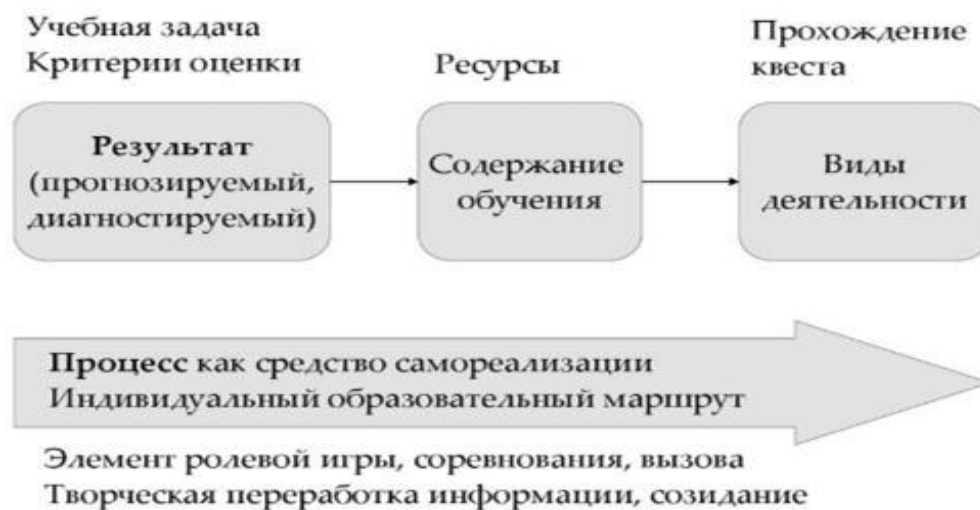 Учебная задача
Критерии оценки
Ресурсы
Прохождение
квеста
Результат
(прогнозируемый,
диагностируемый)
Содержание
обучения
Виды
деятельности
Процесс как средство самореализации
Индивидуальный образовательный маршрут
Элемент ролевой игры, соревнования, вызова
Творческая переработка информации, созидание